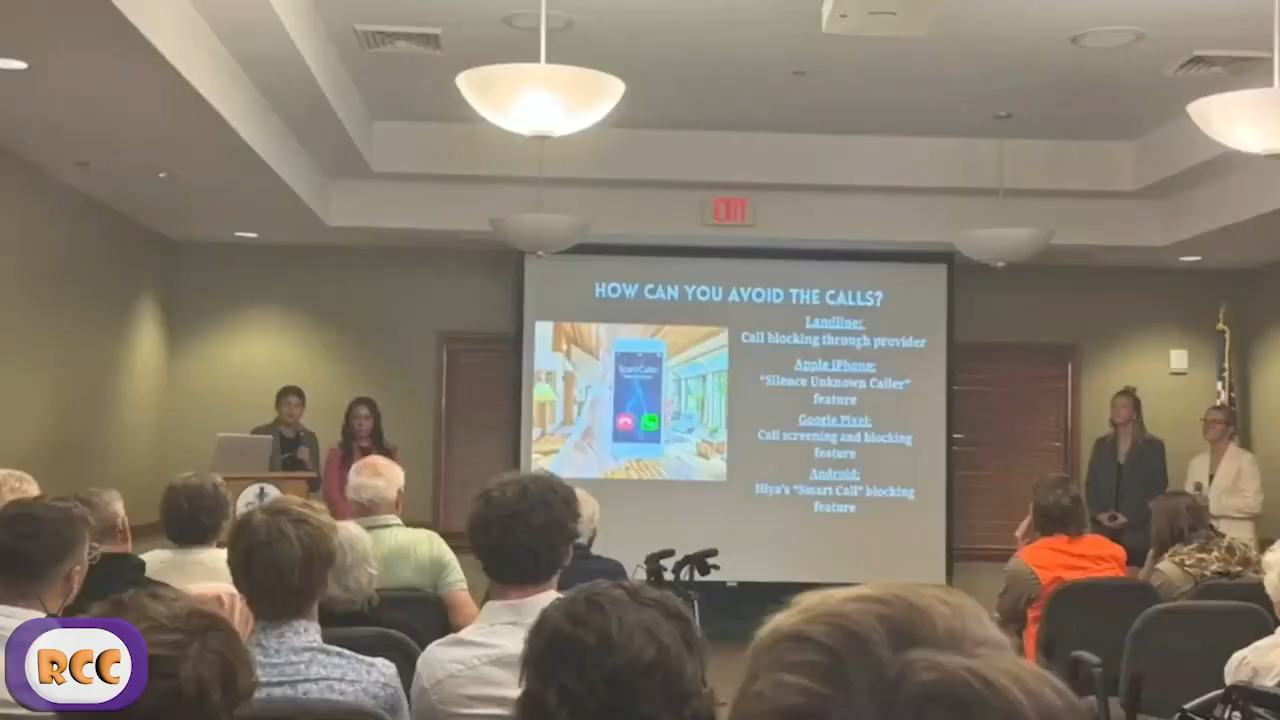 EXIT
HOW CAN YOU AVOID THE CALLS?
Landline:
Call blocking through provider
Apple iPhone:
"Silence Unknown Caller"
feature
Google Pixel:
Call screening and blocking
feature
Android:
Hiya's "Smart Call" blocking
feature
RCC